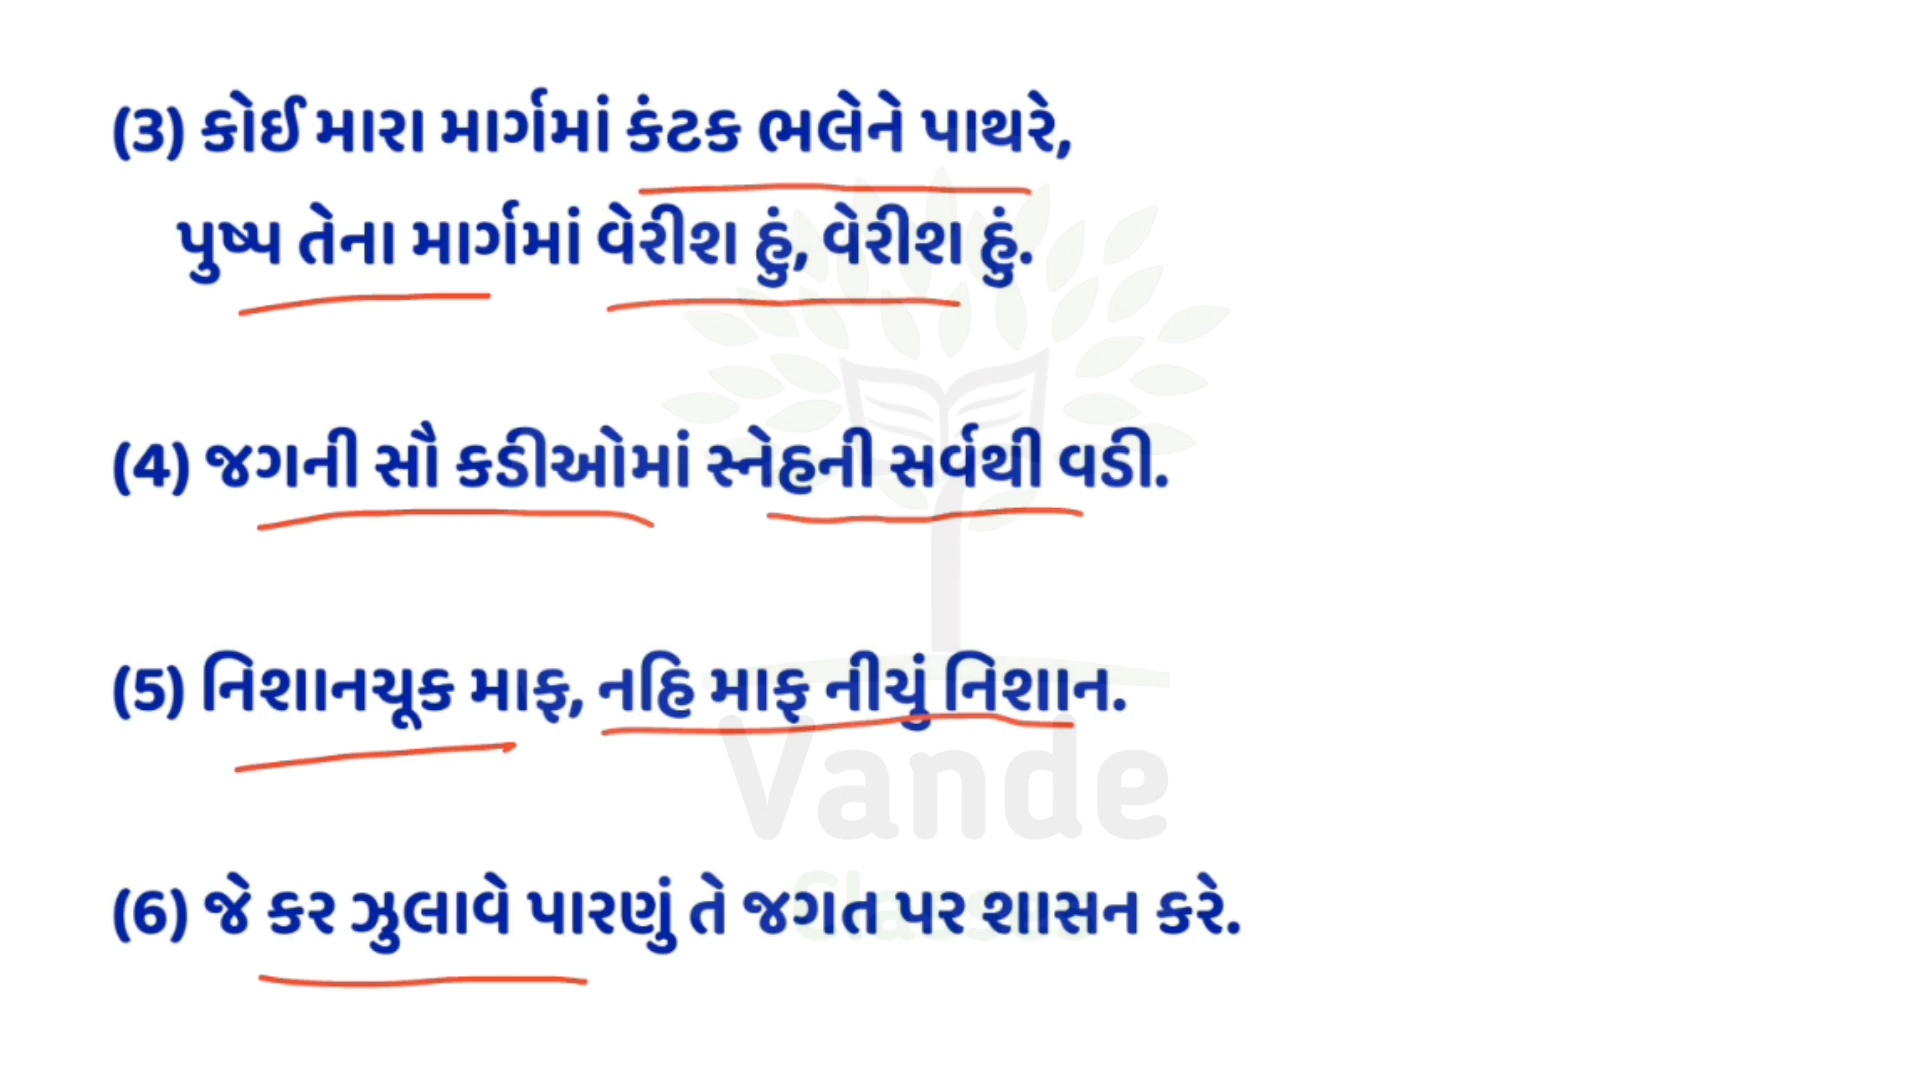 (3) કોઈ મારા માર્ગમાં કંટક ભલેને પાથરે,
પુષ્પ તેના માર્ગમાં વેરીશ હું, વેરીશ હું.
(4) જગની સૌ કડીઓમાં સ્નેહની સર્વથી વડી.
(5) નિશાનચૂક માફ, નહિ માફ નીચું નિશાન.
Vande
(6) જે કર ઝુલાવે પારણું તે જગત પર શાસન કરે.
Classes